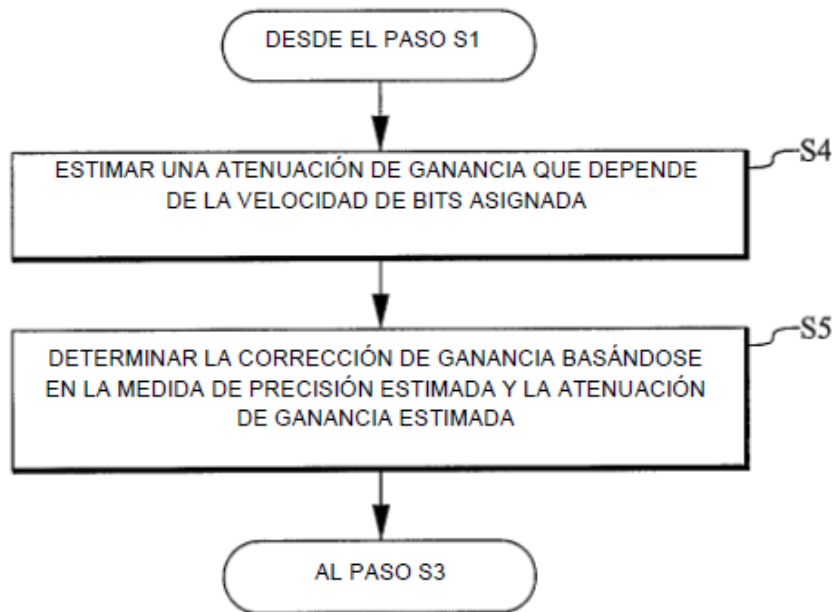 DESDE EL PASO S1
ESTIMAR UNA ATENUACIÓN DE GANANCIA QUE DEPENDE
DE LA VELOCIDAD DE BITS ASIGNADA
S4
DETERMINAR LA CORRECCIÓN DE GANANCIA BASÁNDOSE
EN LA MEDIDA DE PRECISIÓN ESTIMADA Y LA ATENUACIÓN
DE GANANCIA ESTIMADA
S5
AL PASO S3